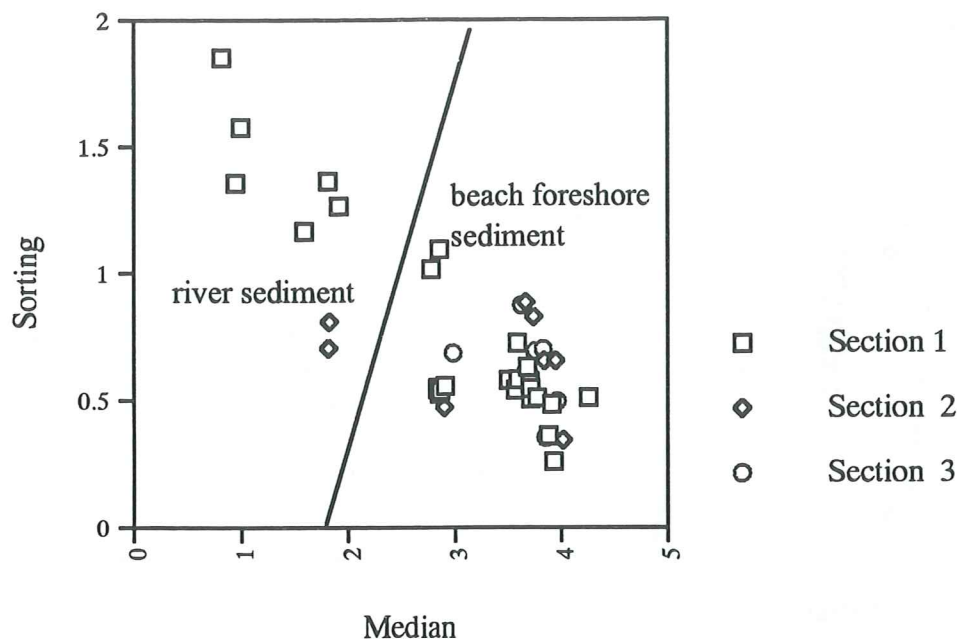 2
1.5
1
0.5
0
Sorting
beach foreshore
sediment
river sediment
0
1
2
3
4
5
Median
Section 1
Section 2
Section 3